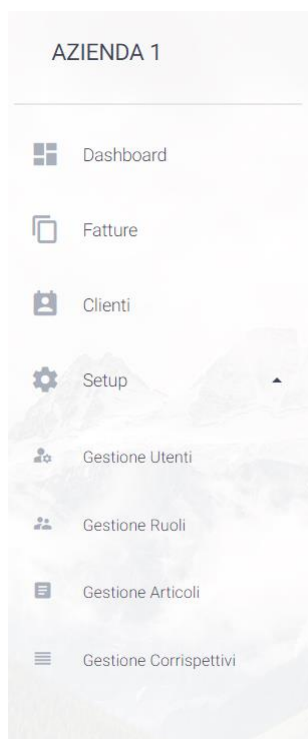 AZIENDA 1
Dashboard
Fatture
Clienti
Setup
Gestione Utenti
Gestione Ruoli
Gestione Articoli
Gestione Corrispettivi